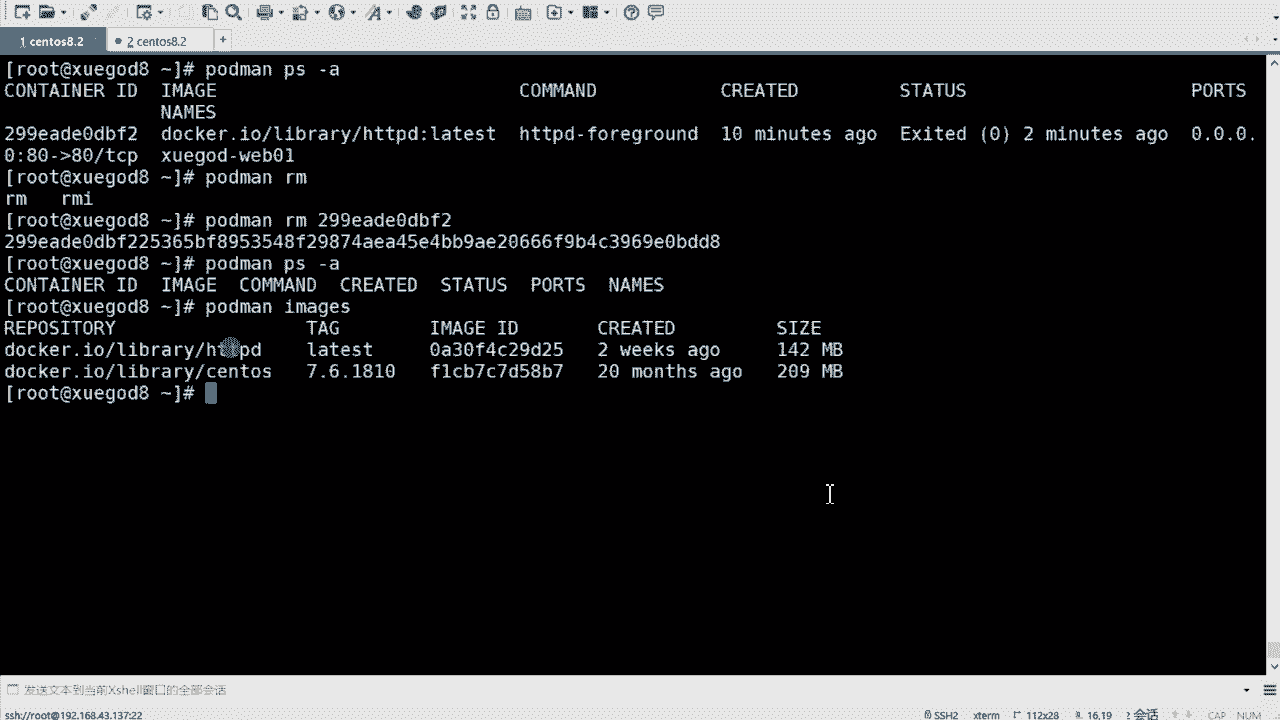 1 centos8.2
2 centos8.2
+
[root@xuegod8 ~]# podman ps -a
CONTAINER ID  IMAGE                           COMMAND           CREATED         STATUS                    PORTS
              NAMES
299eade0dbf2  docker.io/library/httpd:latest  httpd-foreground  10 minutes ago  Exited (0) 2 minutes ago  0.0.0.
0:80->80/tcp  xuegod-web01
[root@xuegod8 ~]# podman rm
rm   rmi
[root@xuegod8 ~]# podman rm 299eade0dbf2
299eade0dbf225365bf8953548f29874aea45e4bb9ae20666f9b4c3969e0bdd8
[root@xuegod8 ~]# podman ps -a
CONTAINER ID  IMAGE  COMMAND  CREATED  STATUS  PORTS  NAMES
[root@xuegod8 ~]# podman images
REPOSITORY                 TAG        IMAGE ID       CREATED         SIZE
docker.io/library/httpd    latest     0a30f4c29d25   2 weeks ago     142 MB
docker.io/library/centos   7.6.1810   f1cb7c7d58b7   20 months ago   209 MB
[root@xuegod8 ~]#
发送文本到当前Xshell窗口的全部会话
ssh://root@192.168.43.137:22 SSH2 xterm 112x28 16,19 会话 CAP NUM